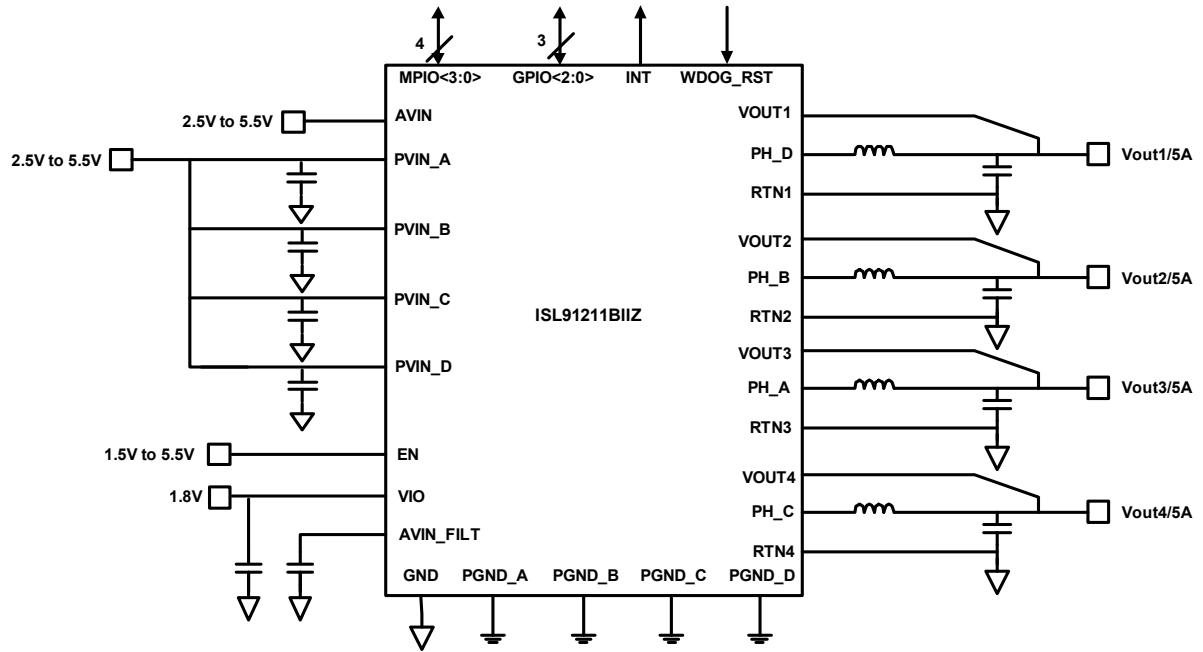 4
3
MPIO<3:0>
GPIO<2:0>
INT
WDOG_RST
2.5V to 5.5V
AVIN
2.5V to 5.5V
PVIN_A
PVIN_B
PVIN_C
PVIN_D
1.5V to 5.5V
EN
1.8V
VIO
AVIN_FILT
ISL91211BIIZ
VOUT1
PH_D
Vout1/5A
RTN1
VOUT2
PH_B
Vout2/5A
RTN2
VOUT3
PH_A
Vout3/5A
RTN3
VOUT4
PH_C
Vout4/5A
RTN4
GND
PGND_A
PGND_B
PGND_C
PGND_D